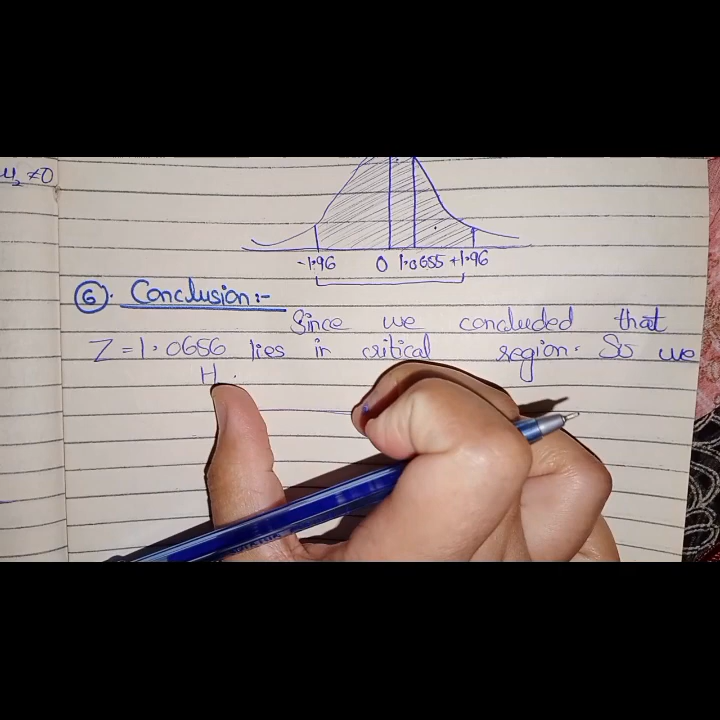 μ₂ ≠0
-1.96 0 1.0655 +1.96
6. Conclusion:-
Since we concluded that
Z = 1.0656 lies in critical region. So we
H.